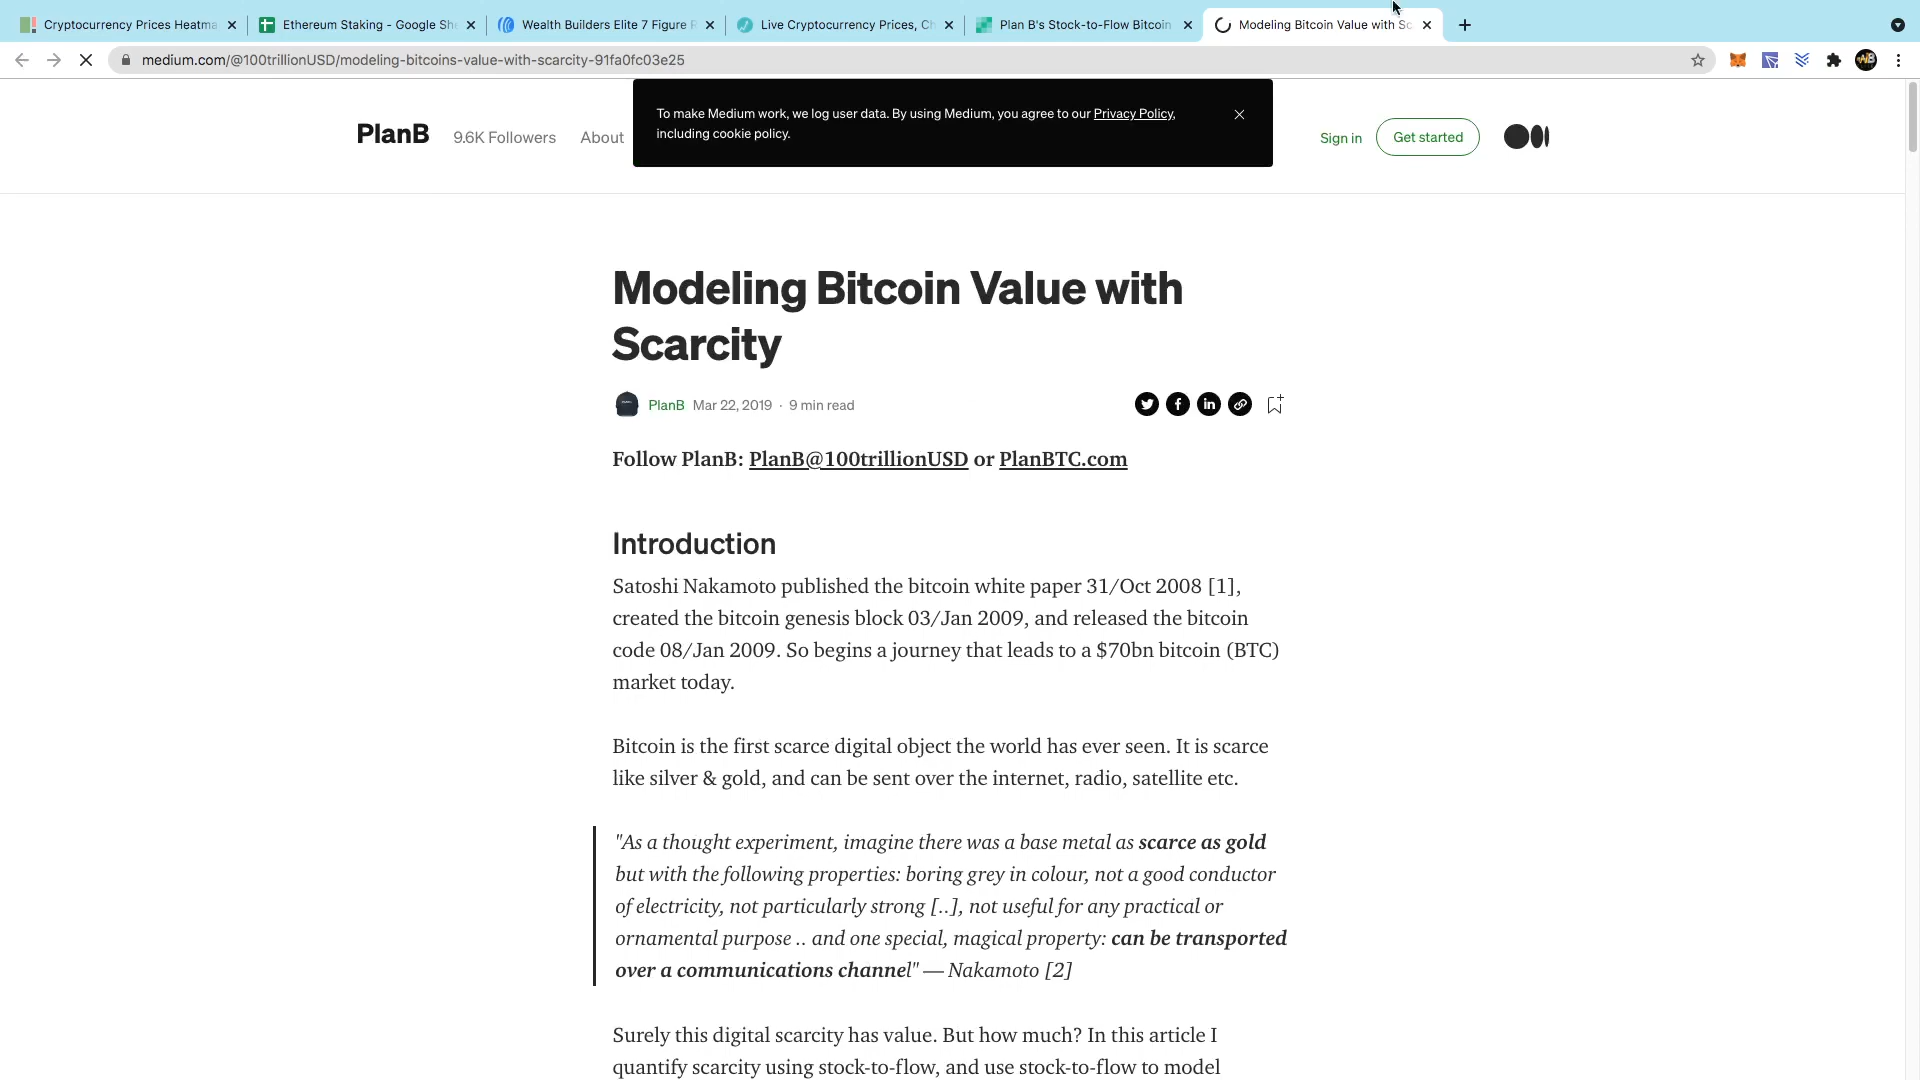 Cryptocurrency Prices Heatma
Ethereum Staking - Google She
Wealth Builders Elite 7 Figure
Live Cryptocurrency Prices, Ch
Plan B's Stock-to-Flow Bitcoin
Modeling Bitcoin Value with Sc
medium.com/@100trillionUSD/modeling-bitcoins-value-with-scarcity-91fa0fc03e25
PlanB
9.6K Followers
About
To make Medium work, we log user data. By using Medium, you agree to our Privacy Policy,
including cookie policy.
Sign in
Get started
Modeling Bitcoin Value with
Scarcity
PlanB Mar 22, 2019 · 9 min read
Follow PlanB: PlanB@100trillionUSD or PlanBTC.com
Introduction
Satoshi Nakamoto published the bitcoin white paper 31/Oct 2008 [1],
created the bitcoin genesis block 03/Jan 2009, and released the bitcoin
code 08/Jan 2009. So begins a journey that leads to a $70bn bitcoin (BTC)
market today.
Bitcoin is the first scarce digital object the world has ever seen. It is scarce
like silver & gold, and can be sent over the internet, radio, satellite etc.
"As a thought experiment, imagine there was a base metal as scarce as gold
but with the following properties: boring grey in colour, not a good conductor
of electricity, not particularly strong [..], not useful for any practical or
ornamental purpose .. and one special, magical property: can be transported
over a communications channel" — Nakamoto [2]
Surely this digital scarcity has value. But how much? In this article I
quantify scarcity using stock-to-flow, and use stock-to-flow to model